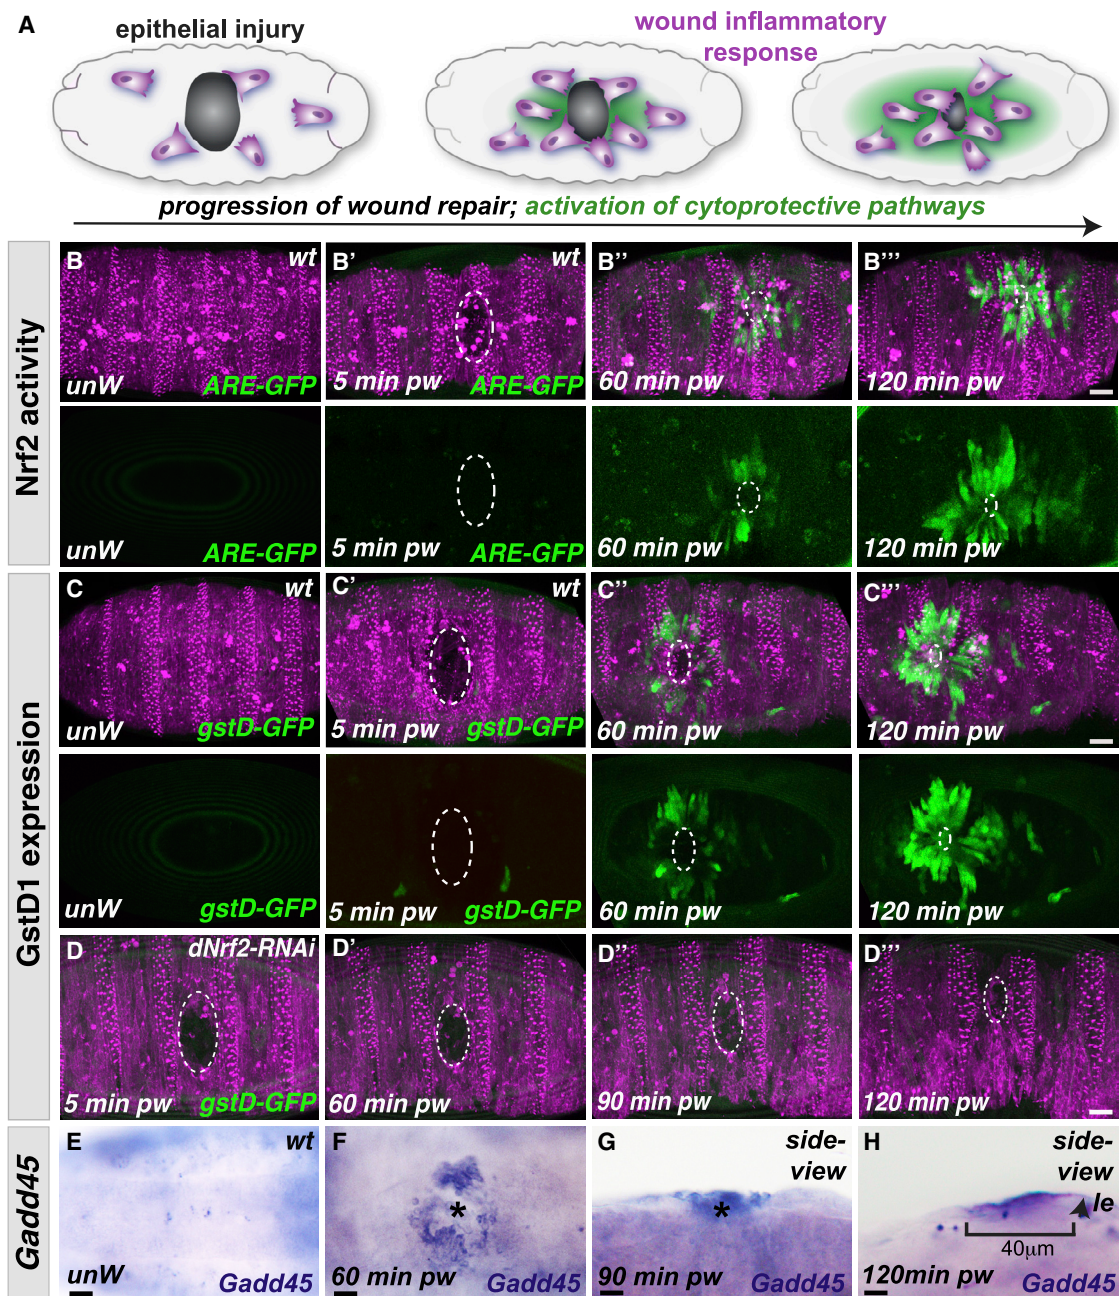 A
epithelial injury
wound inflammatory
response
progression of wound repair; activation of cytoprotective pathways
Nrf2 activity
B
wt
unW
ARE-GFP
B'
wt
5 min pw
ARE-GFP
B''
60 min pw
B'''
120 min pw
unW
ARE-GFP
5 min pw
ARE-GFP
60 min pw
120 min pw
GstD1 expression
C
wt
unW
gstD-GFP
C'
wt
5 min pw
gstD-GFP
C''
60 min pw
C'''
120 min pw
unW
gstD-GFP
5 min pw
gstD-GFP
60 min pw
120 min pw
D
dNrf2-RNAi
5 min pw
gstD-GFP
D'
60 min pw
D''
90 min pw
D'''
120 min pw
Gadd45
E
wt
unW
Gadd45
F
*
60 min pw
Gadd45
G
side-
view
*
90 min pw
Gadd45
H
side-
view
le
40μm
120min pw
Gadd45